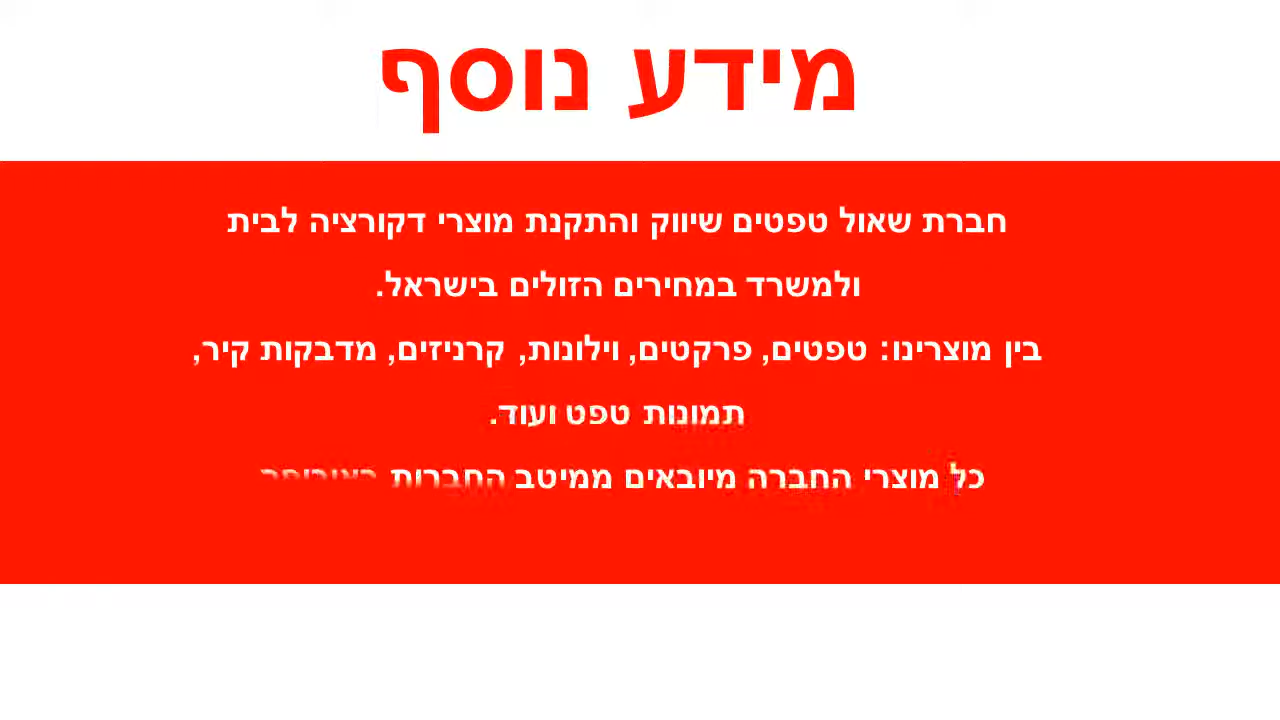 מידע נוסף
חברת שאול טפטים שיווק והתקנת מוצרי דקורציה לבית
ולמשרד במחירים הזולים בישראל.
בין מוצרינו: טפטים, פרקטים, וילונות, קרניזים, מדבקות קיר,
תמונות טפט ועוד.
כל מוצרי החברה מיובאים ממיטב החברות